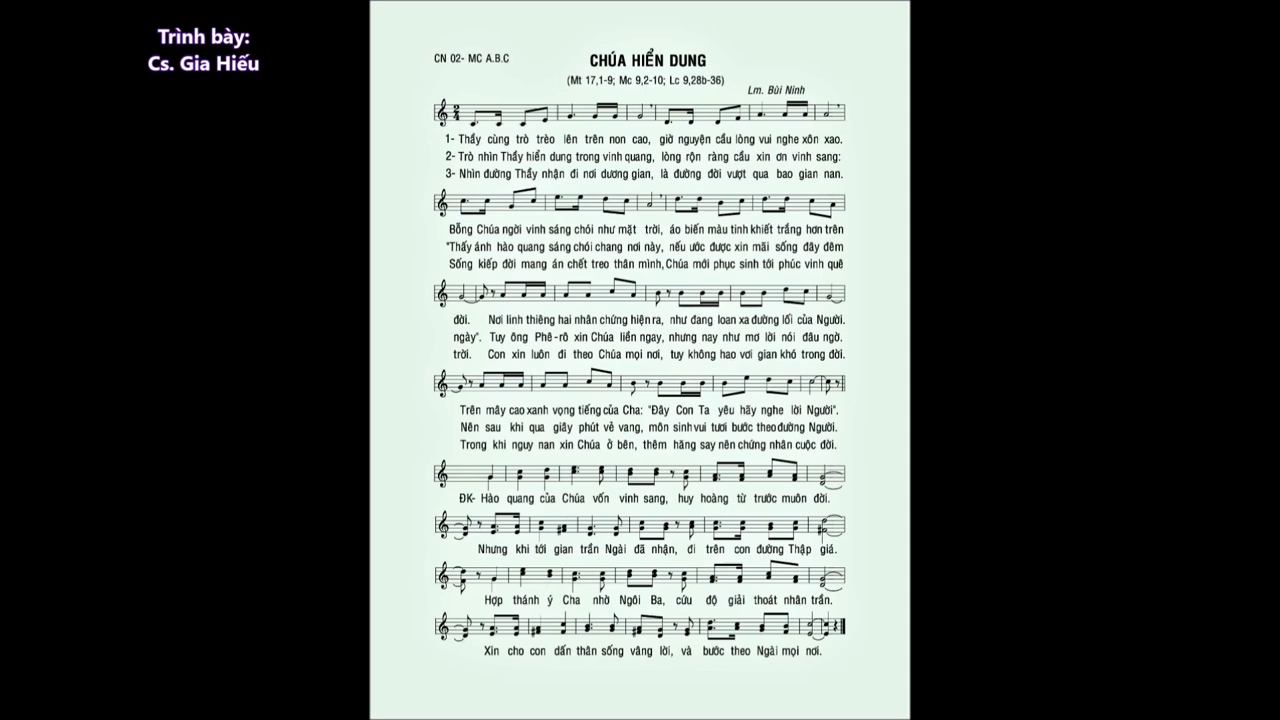 Trình bày:
Cs. Gia Hiếu
CN 02- MC A.B.C
CHÚA HIỂN DUNG
(Mt 17,1-9; Mc 9,2-10; Lc 9,28b-36)
Lm. Bùi Ninh
1- Thầy cùng trò trèo lên trên non cao, giờ nguyện cầu lòng vui nghe xôn xao.
2- Trò nhìn Thầy hiển dung trong vinh quang, lòng rộn ràng cầu xin ơn vinh sang:
3- Nhìn đường Thầy nhận đi nơi dương gian, là đường đời vượt qua bao gian nan.
Bỗng Chúa ngời vinh sáng chói như mặt trời, áo biến màu tinh khiết trắng hơn trên
"Thấy ánh hào quang sáng chói chang nơi này, nếu ước được xin mãi sống đây đêm
Sống kiếp đời mang án chết treo thân mình, Chúa mới phục sinh tới phúc vinh quê
đời. Nơi linh thiêng hai nhân chứng hiện ra, như đang loan xa đường lối của Người.
ngày". Tuy ông Phê-rô xin Chúa liền ngay, nhưng nay như mơ lời nói đâu ngờ.
trời. Con xin luôn đi theo Chúa mọi nơi, tuy không hao vơi gian khó trong đời.
Trên mây cao xanh vọng tiếng của Cha: "Đây Con Ta yêu hãy nghe lời Người".
Nên sau khi qua giây phút vẻ vang, môn sinh vui tươi bước theo đường Người.
Trong khi nguy nan xin Chúa ở bên, thêm hăng say nên chứng nhân cuộc đời.
ĐK- Hào quang của Chúa vốn vinh sang, huy hoàng từ trước muôn đời.
Nhưng khi tới gian trần Ngài đã nhận, đi trên con đường Thập giá.
Hợp thánh ý Cha nhờ Ngôi Ba, cứu độ giải thoát nhân trần.
Xin cho con dấn thân sống vâng lời, và bước theo Ngài mọi nơi.